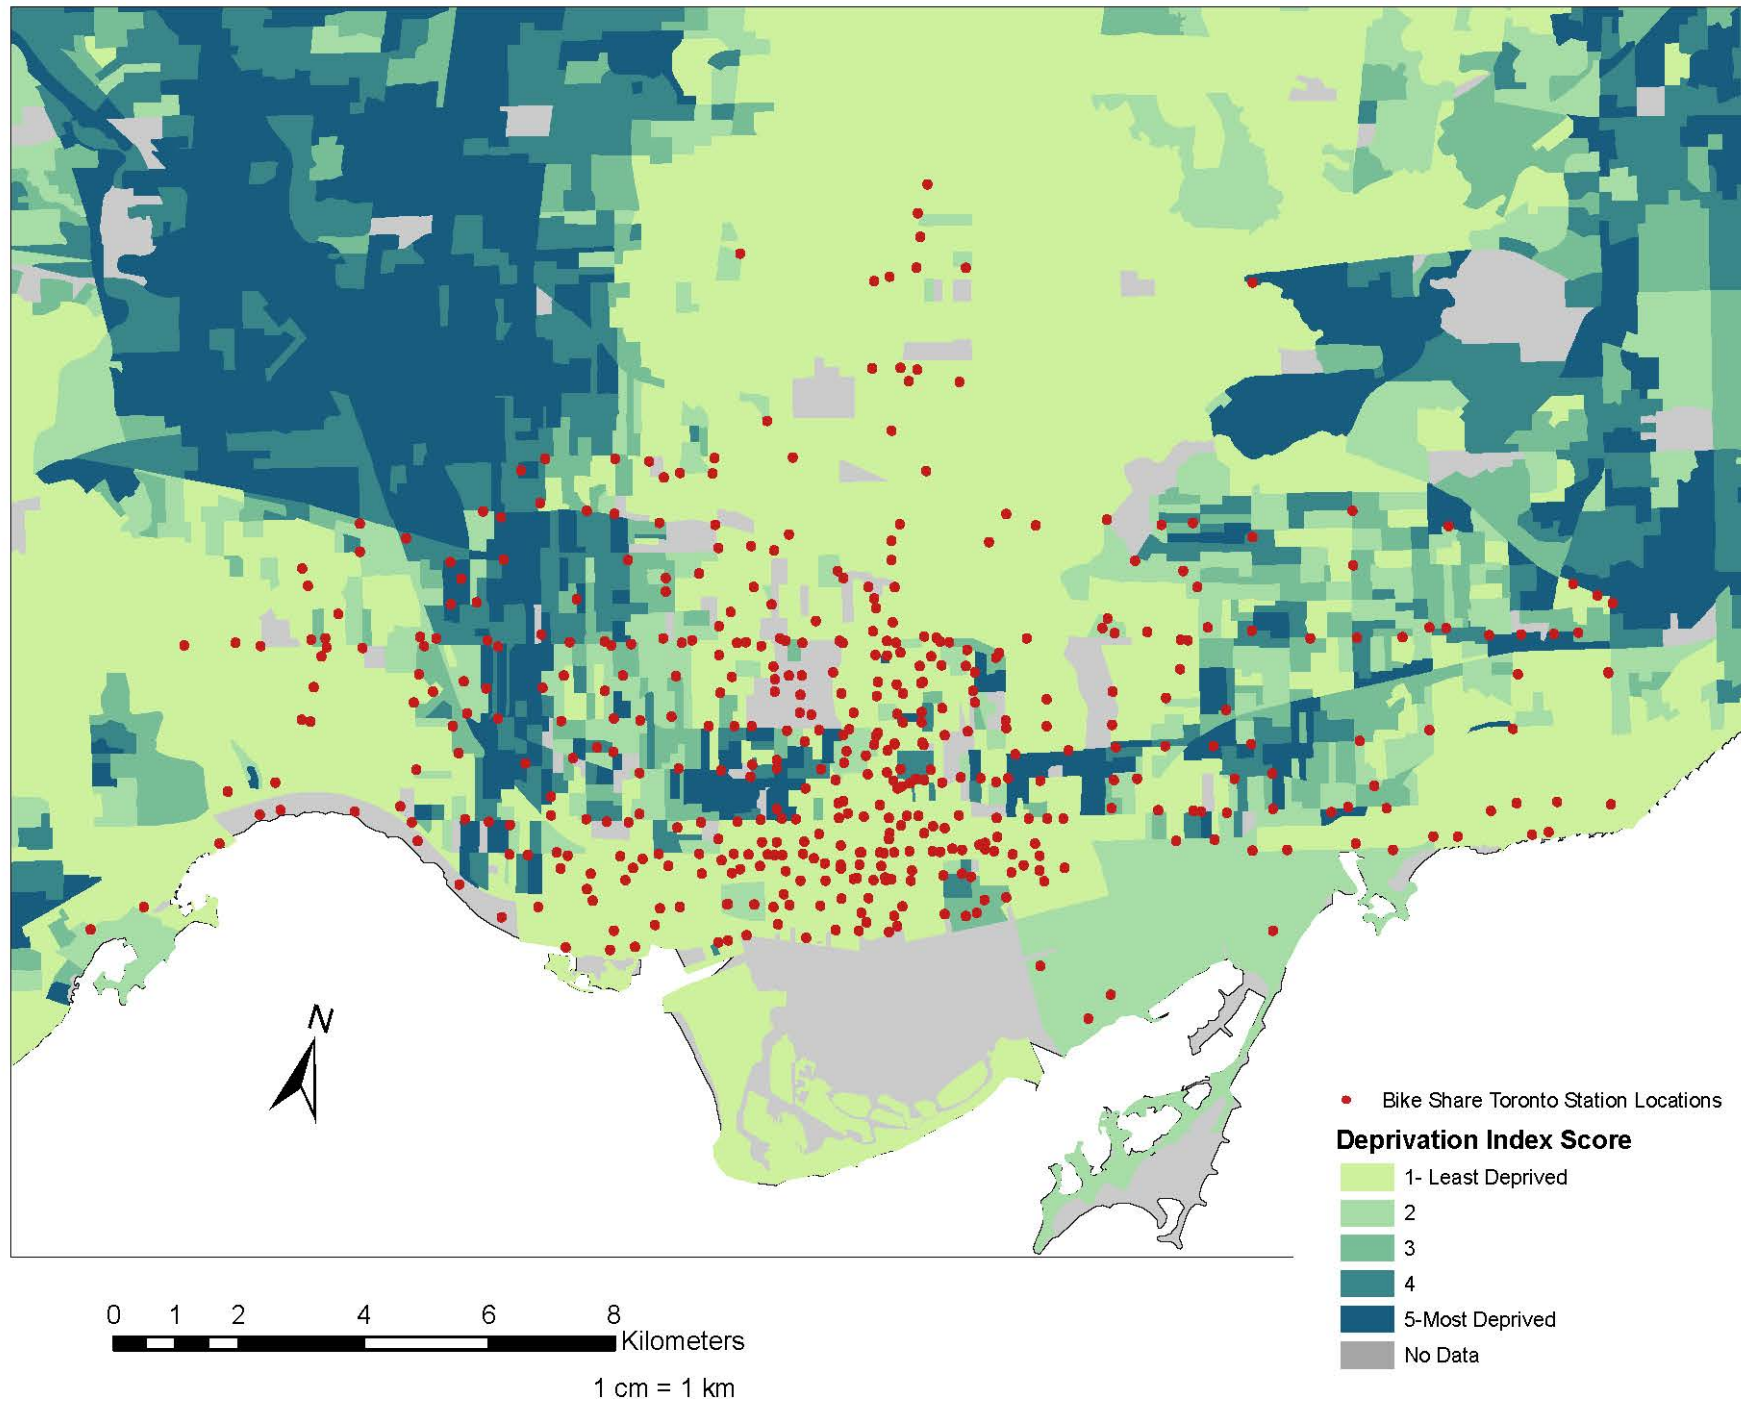 N
Bike Share Toronto Station Locations
Deprivation Index Score
1- Least Deprived
2
3
4
5-Most Deprived
No Data
0 1 2 4 6 8
Kilometers
1 cm = 1 km